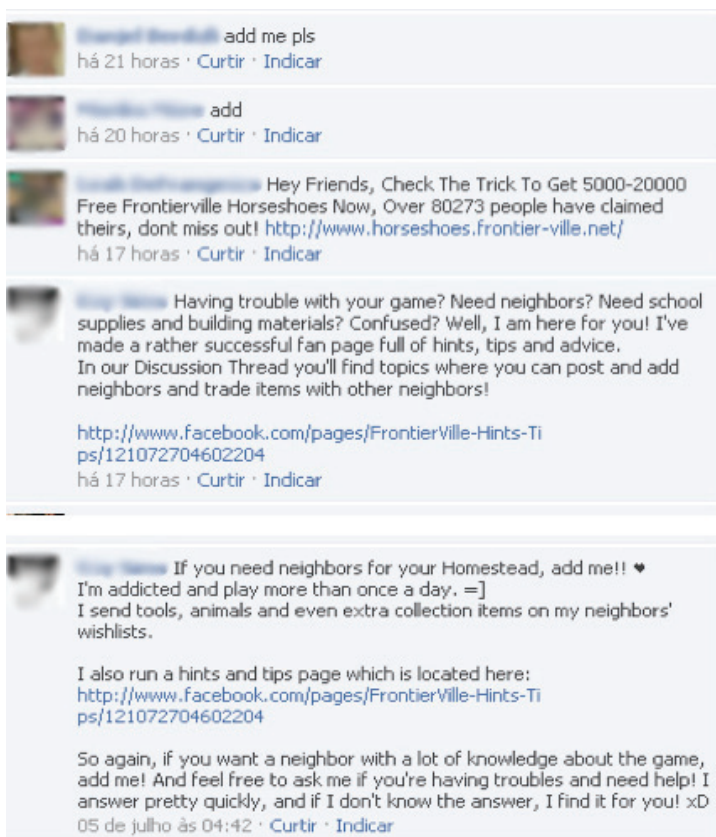 add me pls
há 21 horas · Curtir · Indicar
add
há 20 horas · Curtir · Indicar
Hey Friends, Check The Trick To Get 5000-20000
Free Frontierville Horseshoes Now, Over 80273 people have claimed
theirs, dont miss out! http://www.horseshoes.frontier-ville.net/
há 17 horas · Curtir · Indicar
Having trouble with your game? Need neighbors? Need school
supplies and building materials? Confused? Well, I am here for you! I've
made a rather successful fan page full of hints, tips and advice.
In our Discussion Thread you'll find topics where you can post and add
neighbors and trade items with other neighbors!
http://www.facebook.com/pages/FrontierVille-Hints-Ti
ps/121072704602204
há 17 horas · Curtir · Indicar
If you need neighbors for your Homestead, add me!! ♥
I'm addicted and play more than once a day. =]
I send tools, animals and even extra collection items on my neighbors'
wishlists.
I also run a hints and tips page which is located here:
http://www.facebook.com/pages/FrontierVille-Hints-Ti
ps/121072704602204
So again, if you want a neighbor with a lot of knowledge about the game,
add me! And feel free to ask me if you're having troubles and need help! I
answer pretty quickly, and if I don't know the answer, I find it for you! xD
05 de julho às 04:42 · Curtir · Indicar